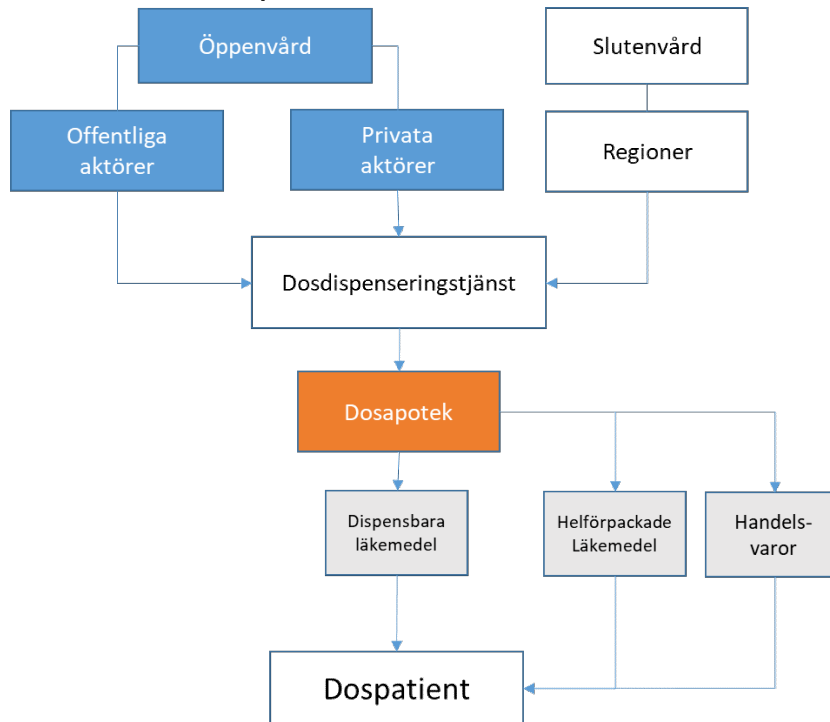 Öppenvård
Slutenvård
Offentliga
aktörer
Privata
aktörer
Regioner
Dosdispenseringstjänst
Dosapotek
Dispensbara
läkemedel
Helförpackade
Läkemedel
Handels-
varor
Dospatient